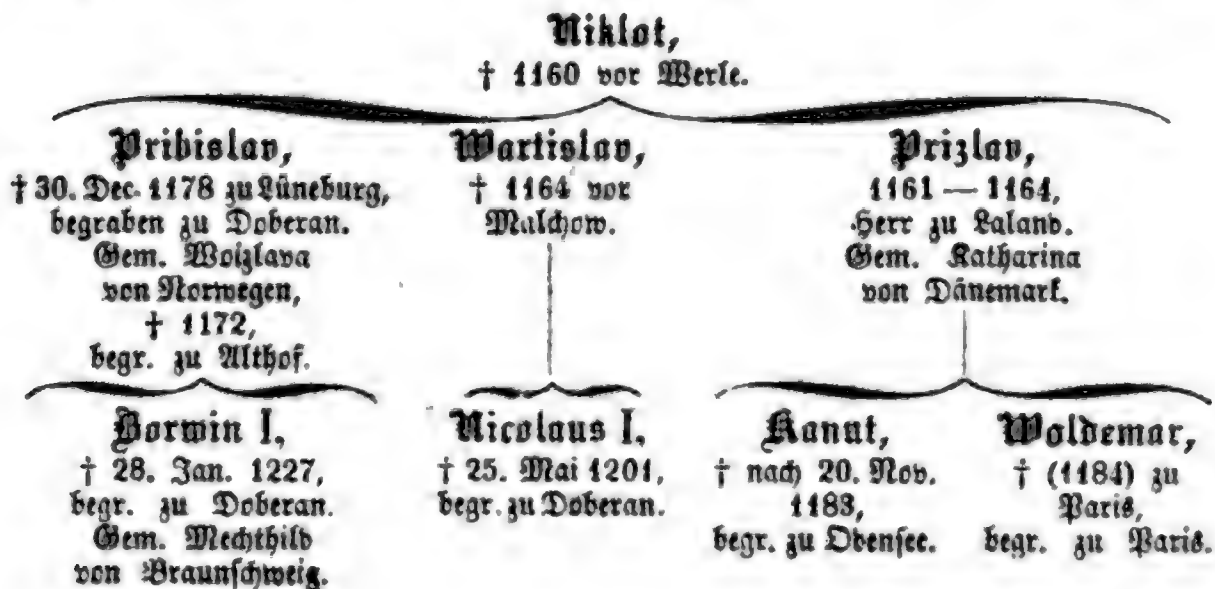 Niklot,
† 1160 vor Werle.
Pribislav,
† 30. Dec. 1178 zu Lüneburg,
begraben zu Doberan.
Gem. Woizlava
von Norwegen,
† 1172,
begr. zu Althof.
Wartislav,
† 1164 vor
Malchow.
Prizlav,
1161 — 1164,
Herr zu Laland.
Gem. Katharina
von Dänemark.
Borwin I,
† 28. Jan. 1227,
begr. zu Doberan.
Gem. Mechthild
von Braunschweig.
Nicolaus I,
† 25. Mai 1201,
begr. zu Doberan.
Kanut,
† nach 20. Nov.
1183,
begr. zu Odensee.
Woldemar,
† (1184) zu
Paris,
begr. zu Paris.